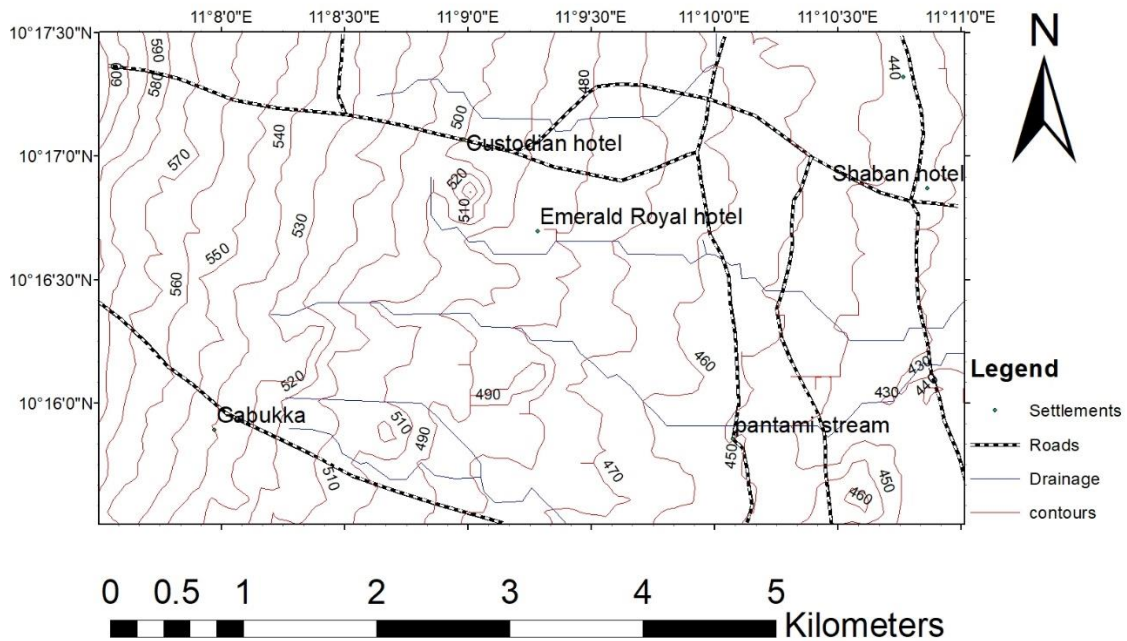 11°8'0"E 11°8'30"E 11°9'0"E 11°9'30"E 11°10'0"E 11°10'30"E 11°11'0"E
10°17'30"N
N
590
600
580
440
480
500
540
10°17'0"N
Custodian hotel
570
520
Shaban hotel
510
Emerald Royal hotel
530
550
560
10°16'30"N
460
430
Legend
520
490
430
Settlements
10°16'0"N
Gabukka
510
490
pantami stream
Roads
450
510
470
450
460
Drainage
contours
0 0.5 1 2 3 4 5
Kilometers